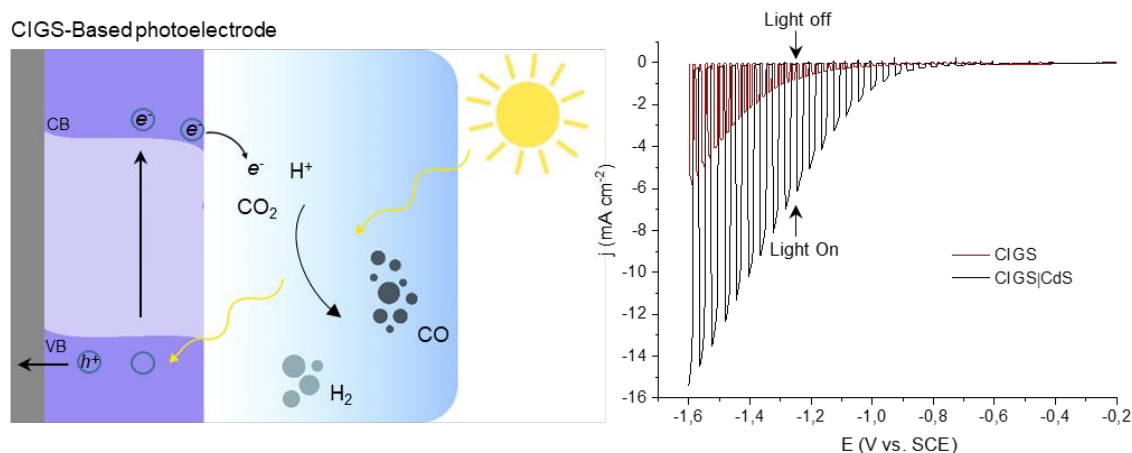 CIGS-Based photoelectrode
CB
e⁻
e⁻
e⁻
H⁺
CO₂
CO
VB
h⁺
H₂
Light off
0
-2
-4
-6
-8
-10
-12
-14
-16
j (mA cm⁻²)
Light On
CIGS
CIGS|CdS
-1,6
-1,4
-1,2
-1,0
-0,8
-0,6
-0,4
-0,2
E (V vs. SCE)